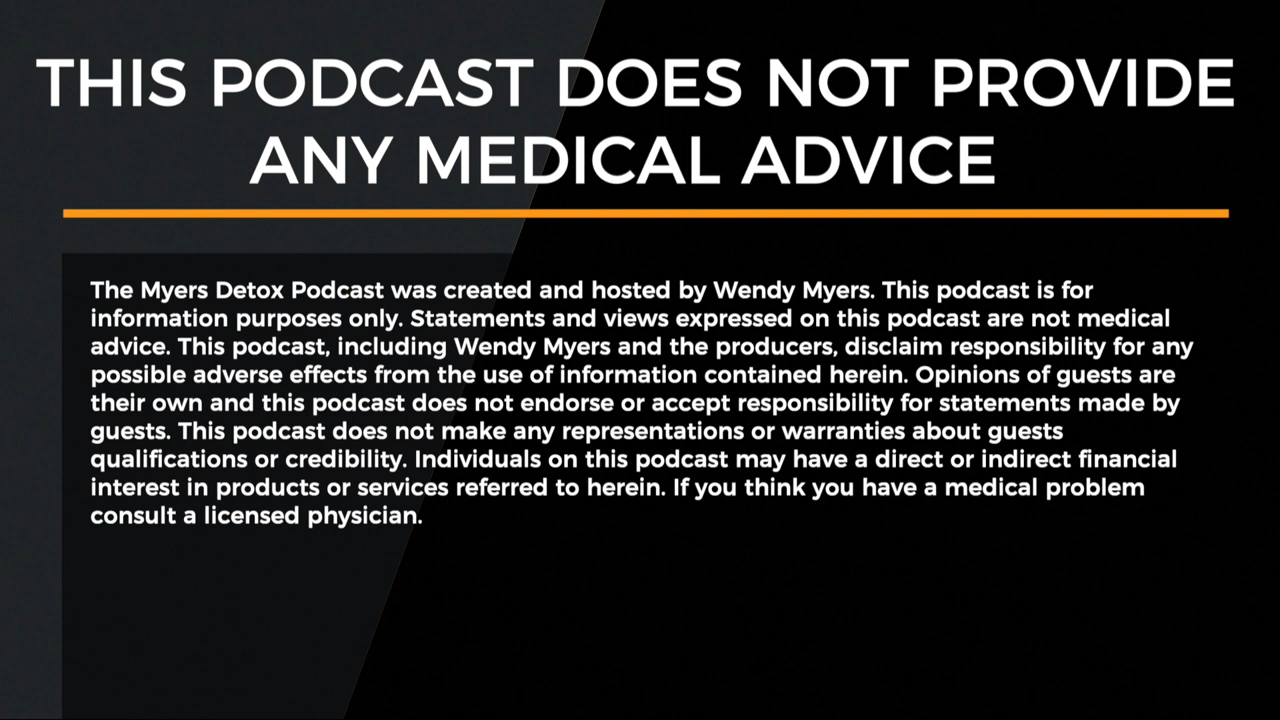 THIS PODCAST DOES NOT PROVIDE
ANY MEDICAL ADVICE
The Myers Detox Podcast was created and hosted by Wendy Myers. This podcast is for
information purposes only. Statements and views expressed on this podcast are not medical
advice. This podcast, including Wendy Myers and the producers, disclaim responsibility for any
possible adverse effects from the use of information contained herein. Opinions of guests are
their own and this podcast does not endorse or accept responsibility for statements made by
guests. This podcast does not make any representations or warranties about guests
qualifications or credibility. Individuals on this podcast may have a direct or indirect financial
interest in products or services referred to herein. If you think you have a medical problem
consult a licensed physician.